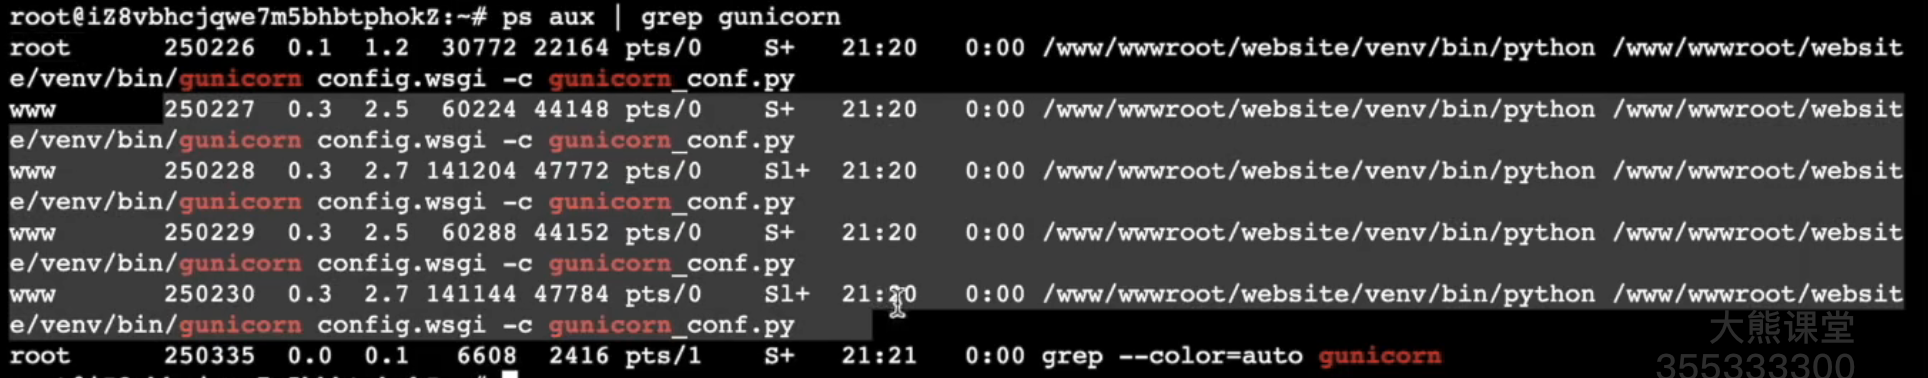 root@iZ8vbhcjqwe7m5bhbtphokZ:~# ps aux | grep gunicorn
root 250226 0.1 1.2 30772 22164 pts/0 S+ 21:20 0:00 /www/wwwroot/website/venv/bin/python /www/wwwroot/websit
e/venv/bin/gunicorn config.wsgi -c gunicorn_conf.py
www 250227 0.3 2.5 60224 44148 pts/0 S+ 21:20 0:00 /www/wwwroot/website/venv/bin/python /www/wwwroot/websit
e/venv/bin/gunicorn config.wsgi -c gunicorn_conf.py
www 250228 0.3 2.7 141204 47772 pts/0 Sl+ 21:20 0:00 /www/wwwroot/website/venv/bin/python /www/wwwroot/websit
e/venv/bin/gunicorn config.wsgi -c gunicorn_conf.py
www 250229 0.3 2.5 60288 44152 pts/0 S+ 21:20 0:00 /www/wwwroot/website/venv/bin/python /www/wwwroot/websit
e/venv/bin/gunicorn config.wsgi -c gunicorn_conf.py
www 250230 0.3 2.7 141144 47784 pts/0 Sl+ 21:20 0:00 /www/wwwroot/website/venv/bin/python /www/wwwroot/websit
e/venv/bin/gunicorn config.wsgi -c gunicorn_conf.py
大熊课堂
root 250335 0.0 0.1 6608 2416 pts/1 S+ 21:21 0:00 grep --color=auto gunicorn
355333300